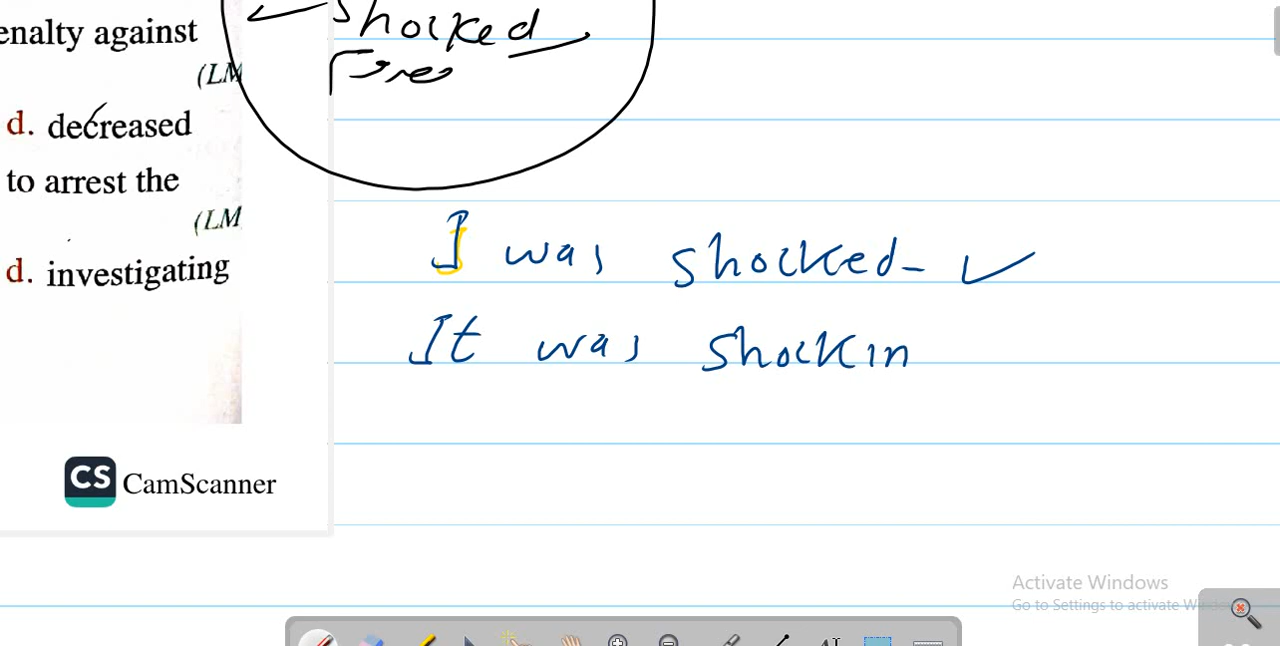 enalty against
shocked
(LM
d. decreased
to arrest the
(LM
d. investigating
I was shocked
It was shockin
CS CamScanner
Activate Windows
Go to Settings to activate W